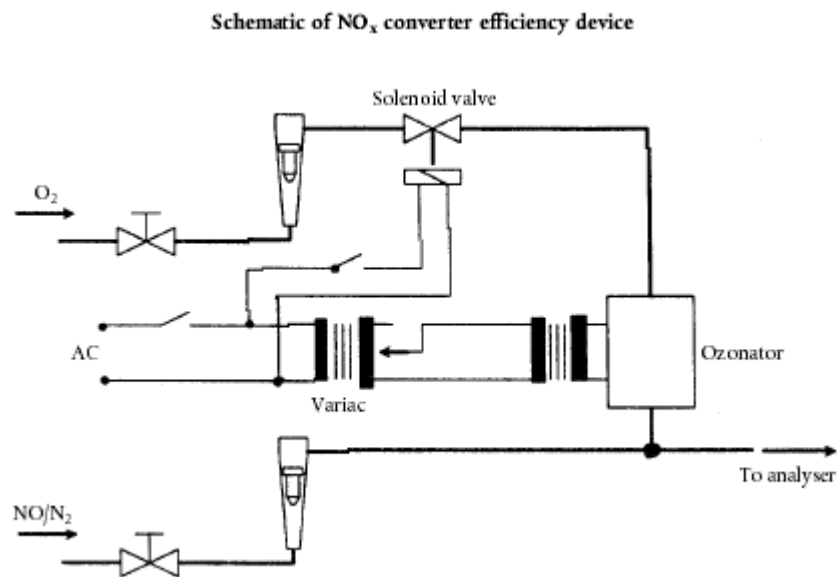 Schematic of NOₓ converter efficiency device
Solenoid valve
O₂
AC
Variac
Ozonator
To analyser
NO/N₂